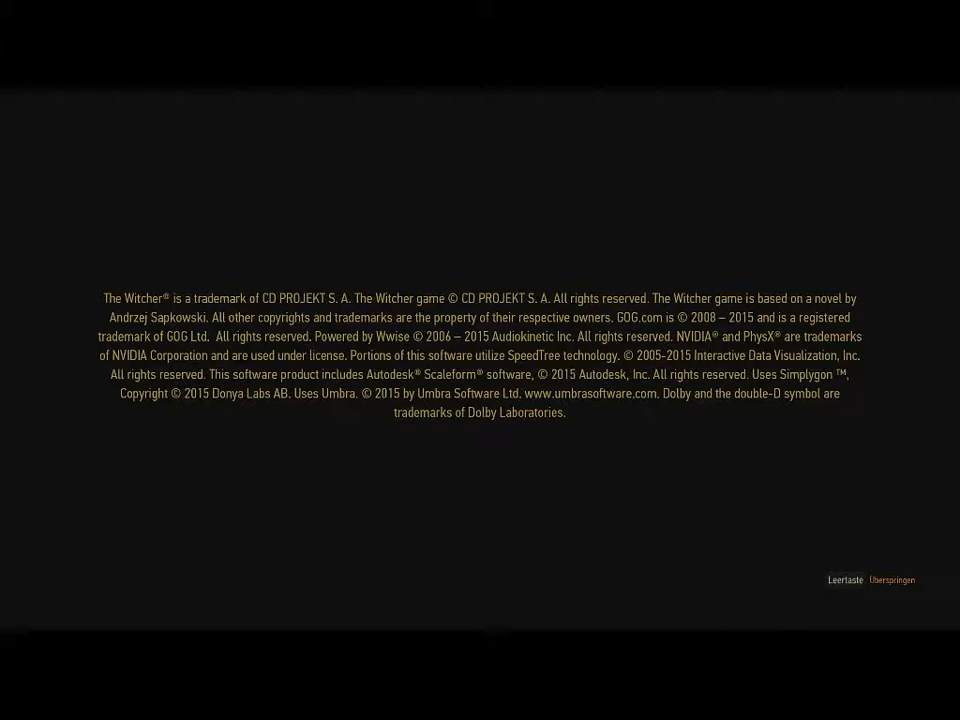 The Witcher® is a trademark of CD PROJEKT S. A. The Witcher game © CD PROJEKT S. A. All rights reserved. The Witcher game is based on a novel by
Andrzej Sapkowski. All other copyrights and trademarks are the property of their respective owners. GOG.com is © 2008 – 2015 and is a registered
trademark of GOG Ltd.  All rights reserved. Powered by Wwise © 2006 – 2015 Audiokinetic Inc. All rights reserved. NVIDIA® and PhysX® are trademarks
of NVIDIA Corporation and are used under license. Portions of this software utilize SpeedTree technology. © 2005-2015 Interactive Data Visualization, Inc.
All rights reserved. This software product includes Autodesk® Scaleform® software, © 2015 Autodesk, Inc. All rights reserved. Uses Simplygon ™,
Copyright © 2015 Donya Labs AB. Uses Umbra. © 2015 by Umbra Software Ltd. www.umbrasoftware.com. Dolby and the double-D symbol are
trademarks of Dolby Laboratories.
Leertaste Überspringen